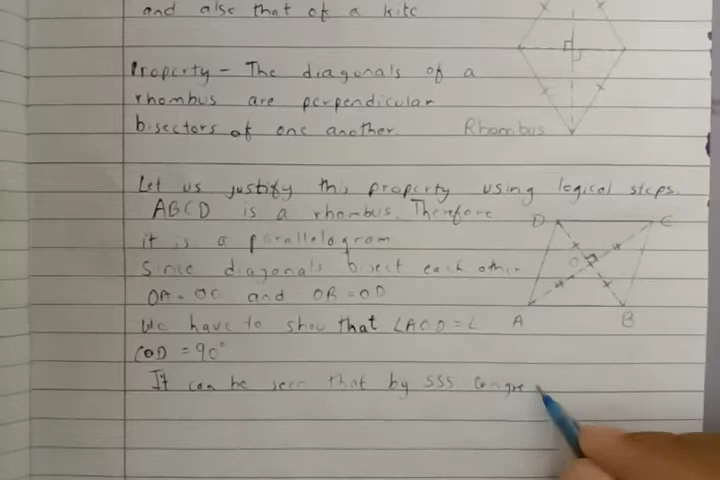 and also that of a kite
Property – The diagonals of a
rhombus are perpendicular
bisectors of one another.
Rhombus
Let us justify this property using logical steps.
ABCD is a rhombus. Therefore
it is a parallelogram
Since diagonals bisect each other
OA = OC and OB = OD
We have to show that ∠AOD = ∠
COD = 90°
It can be seen that by SSS congre
D C
O
A B